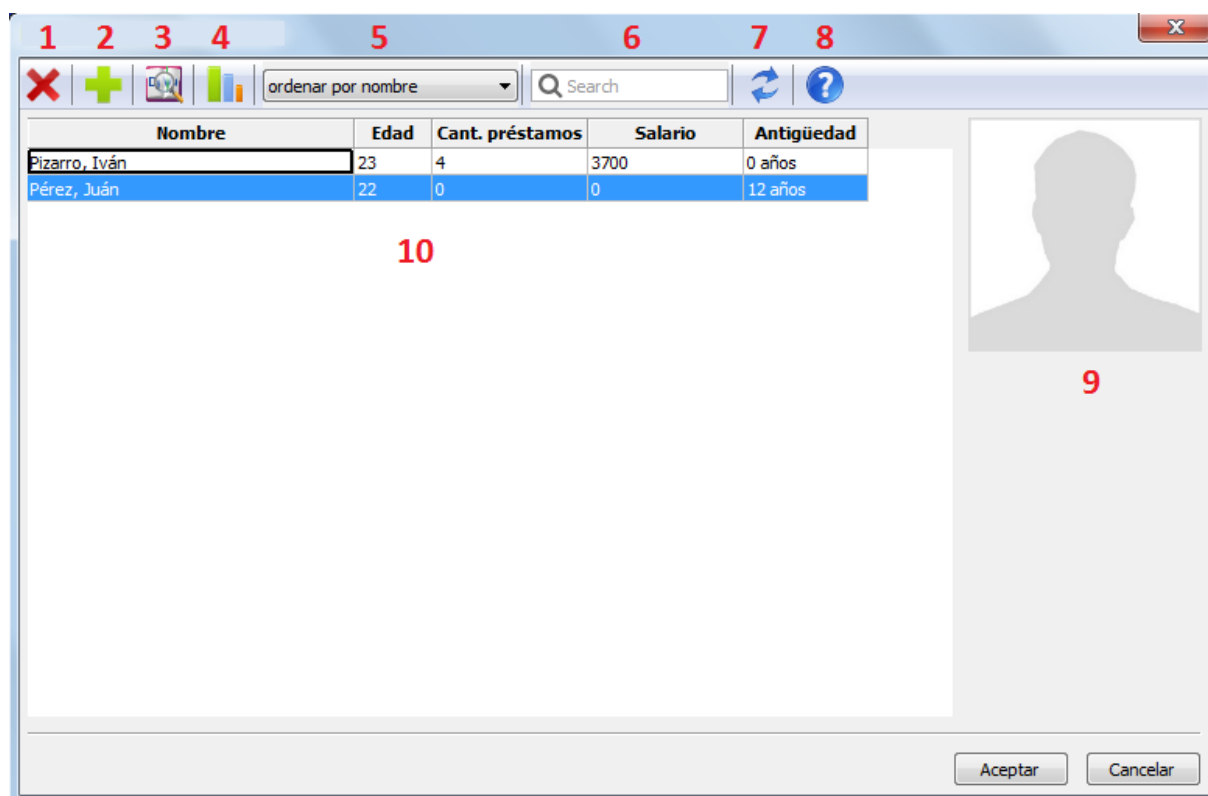 1 2 3 4 5 6 7 8
ordenar por nombre Search ?
Nombre Edad Cant. préstamos Salario Antigüedad
Pizarro, Iván 23 4 3700 0 años
Pérez, Juán 22 0 0 12 años
10
9
Aceptar Cancelar